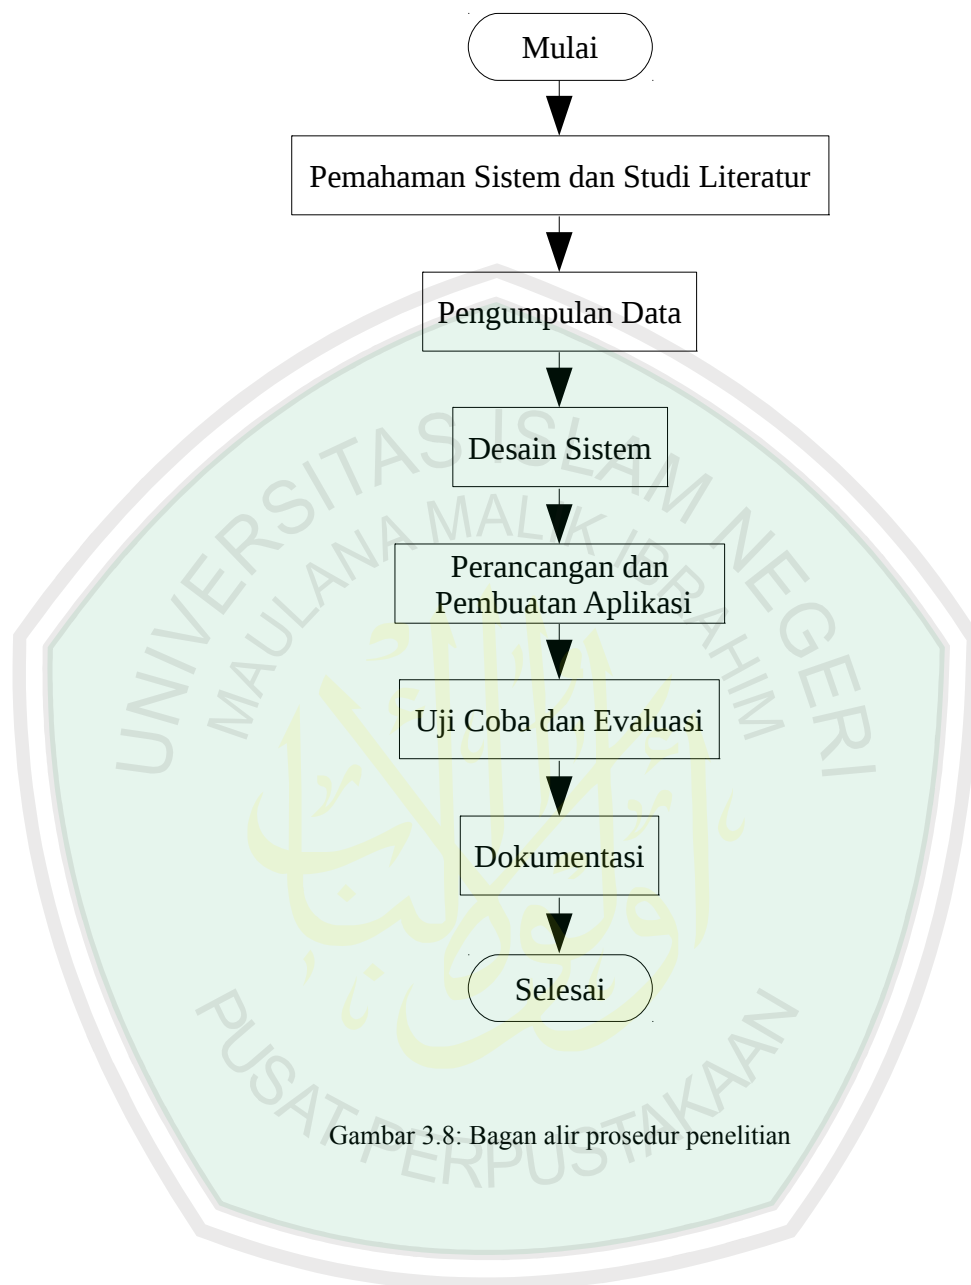 Mulai
Pemahaman Sistem dan Studi Literatur
Pengumpulan Data
Desain Sistem
Perancangan dan
Pembuatan Aplikasi
Uji Coba dan Evaluasi
Dokumentasi
Selesai
Gambar 3.8: Bagan alir prosedur penelitian
UNIVERSITAS ISLAM NEGERI
MAULANA MALIK IBRAHIM
PUSAT PERPUSTAKAAN